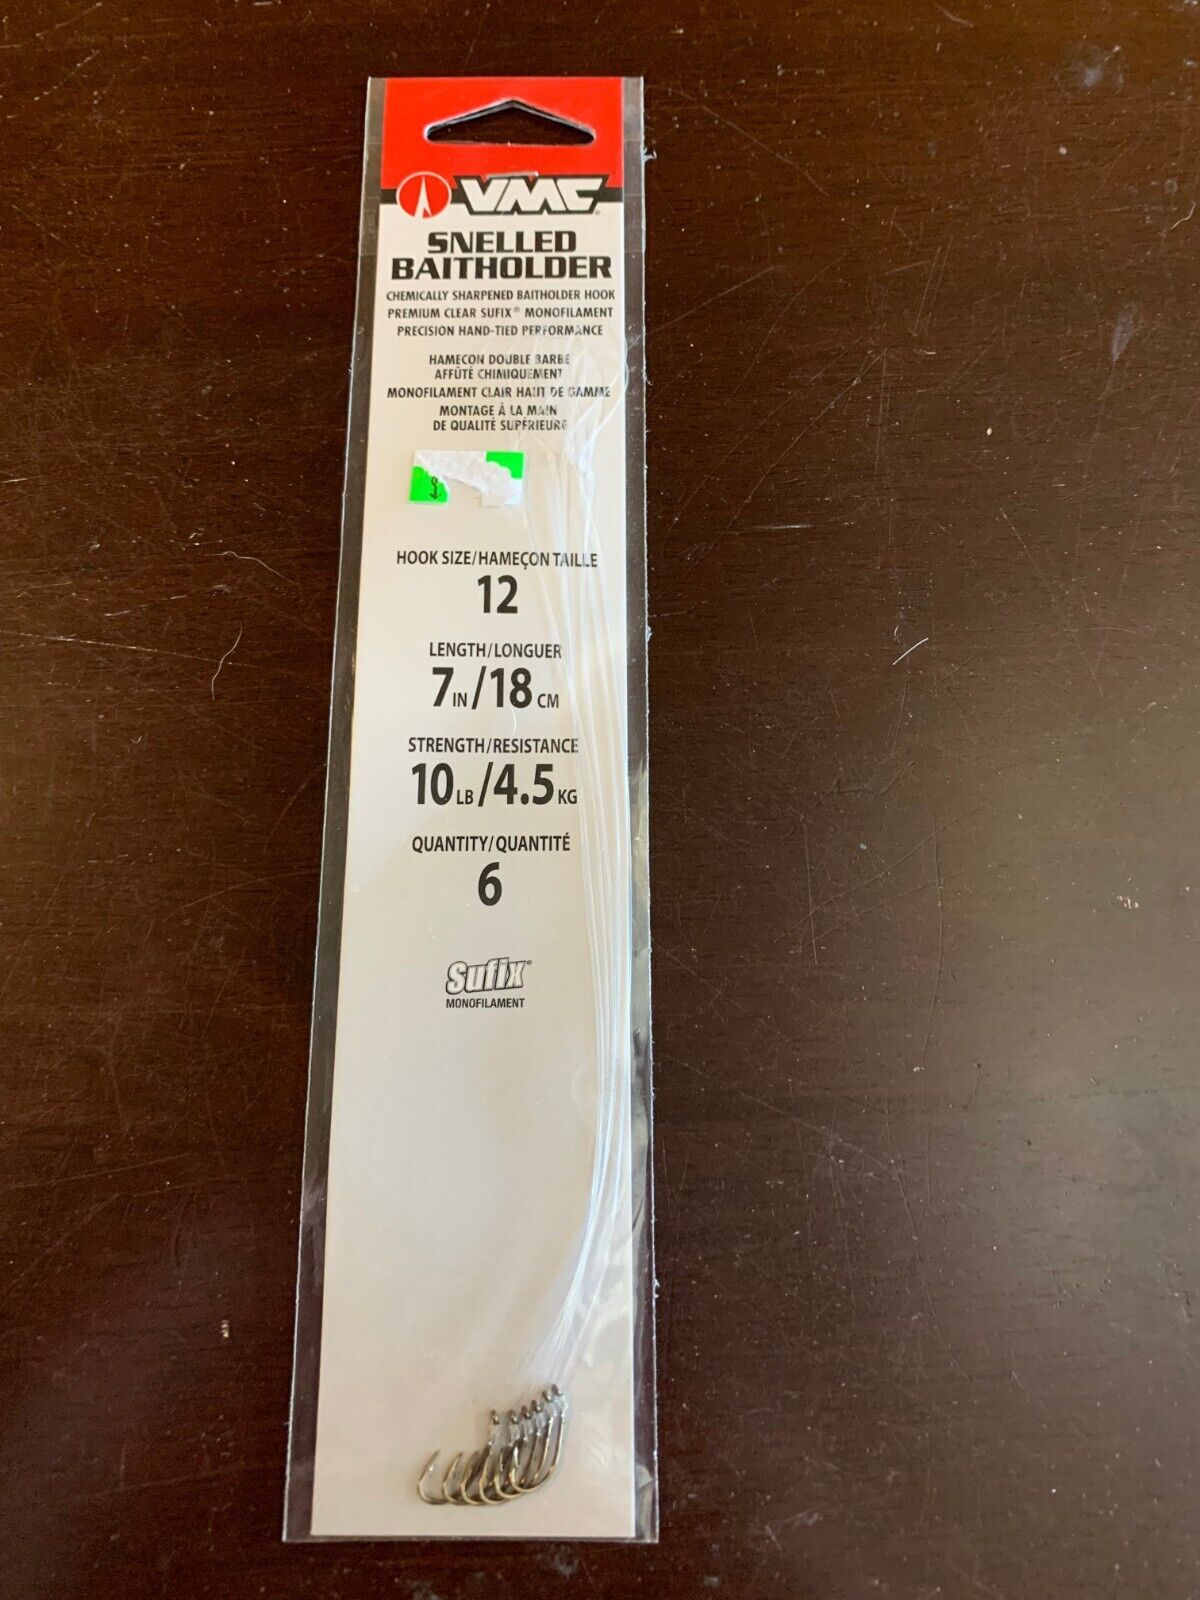 VMC®
SNELLED
BAITHOLDER
CHEMICALLY SHARPENED BAITHOLDER HOOK
PREMIUM CLEAR SUFIX® MONOFILAMENT
PRECISION HAND-TIED PERFORMANCE
HAMECON DOUBLE BARBE
AFFÛTÉ CHIMIQUEMENT
MONOFILAMENT CLAIR HAUT DE GAMME
MONTAGE À LA MAIN
DE QUALITÉ SUPÉRIEURE
HOOK SIZE/HAMEÇON TAILLE
12
LENGTH/LONGUER
7IN/18CM
STRENGTH/RESISTANCE
10LB/4.5KG
QUANTITY/QUANTITÉ
6
Sufix®
MONOFILAMENT